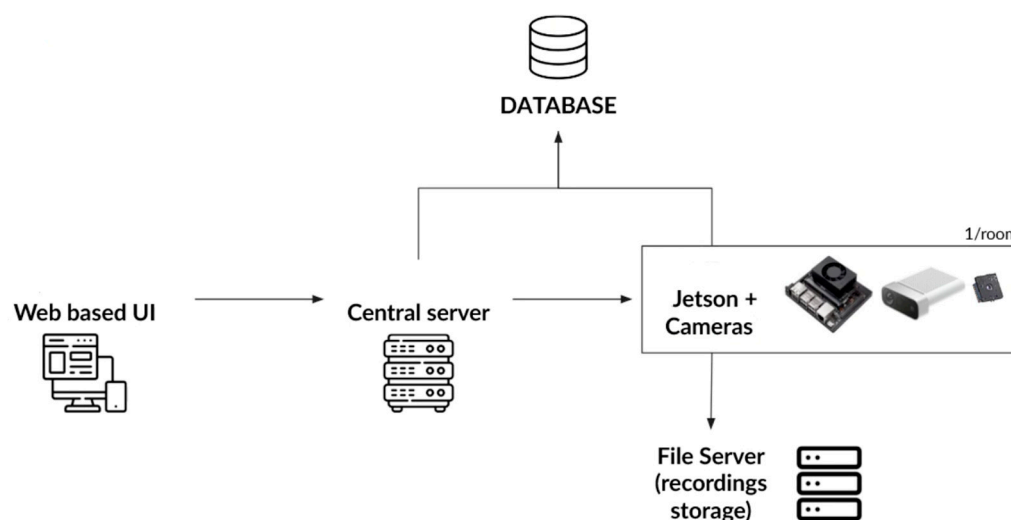 DATABASE
1/room
Web based UI
Central server
Jetson +
Cameras
File Server
(recordings
storage)